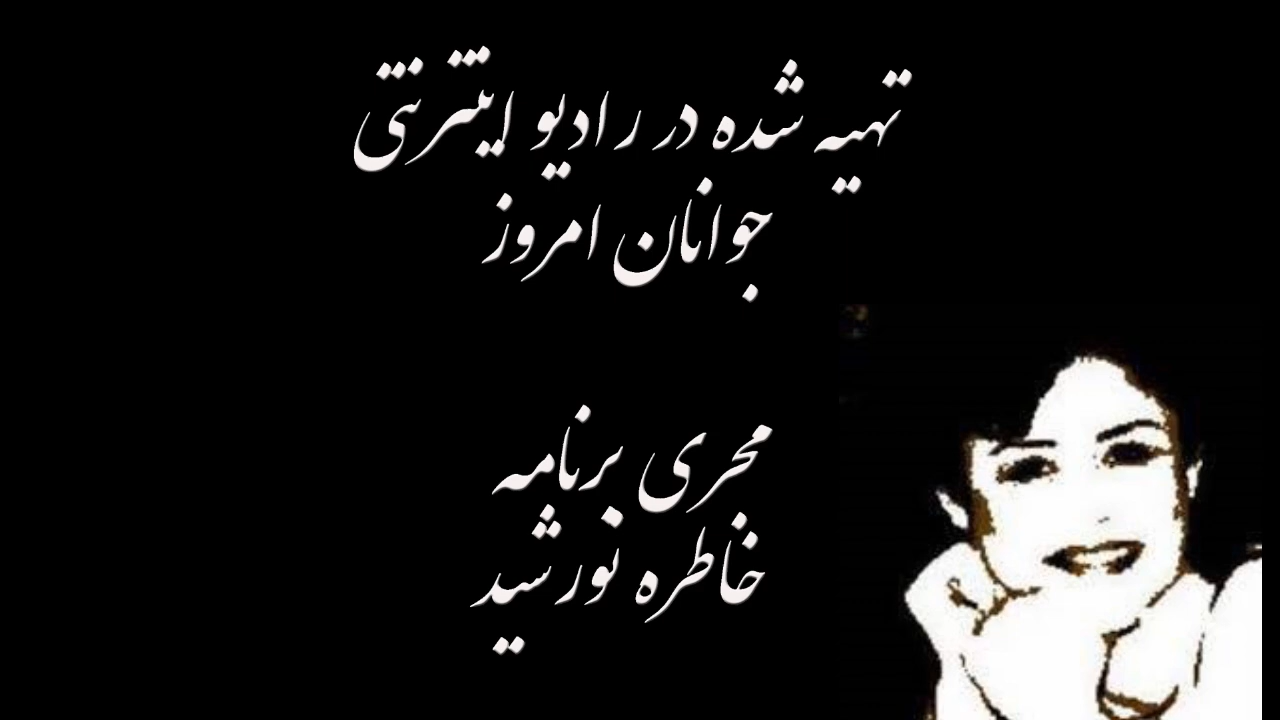 تهیه شده در رادیو اینترنتی
جوانان امروز
مجری برنامه
خاطره نورشید